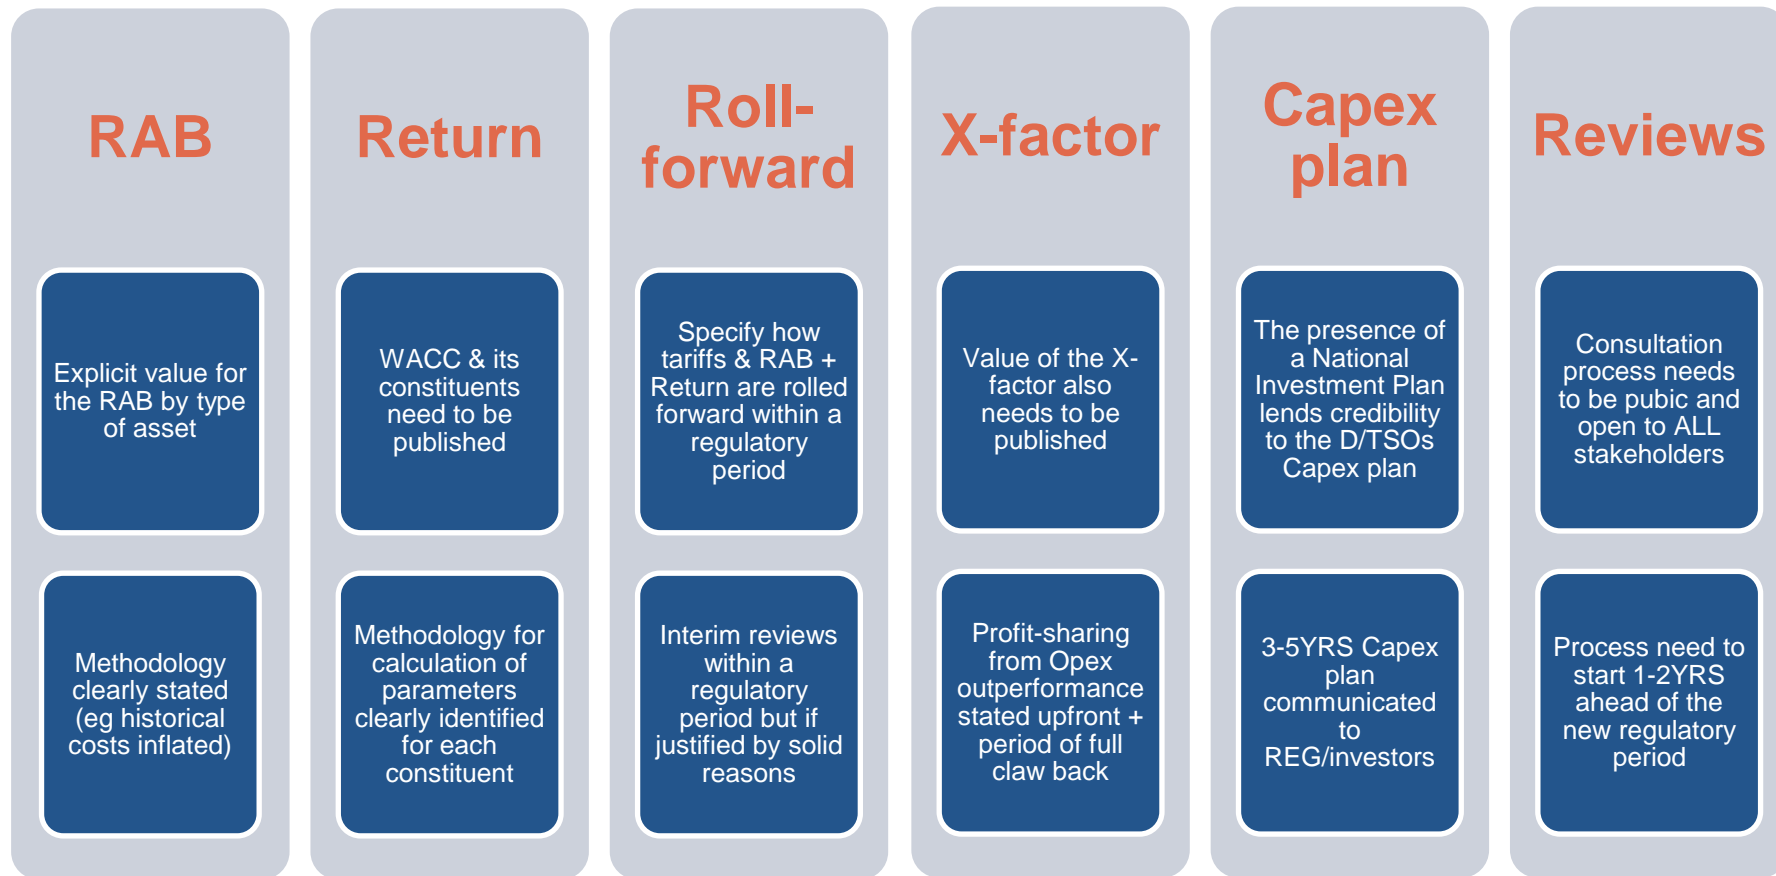 RAB
Explicit value for
the RAB by type
of asset
Methodology
clearly stated
(eg historical
costs inflated)
Return
WACC & its
constituents
need to be
published
Methodology for
calculation of
parameters
clearly identified
for each
constituent
Roll-
forward
Specify how
tariffs & RAB +
Return are rolled
forward within a
regulatory
period
Interim reviews
within a
regulatory
period but if
justified by solid
reasons
X-factor
Value of the X-
factor also
needs to be
published
Profit-sharing
from Opex
outperformance
stated upfront +
period of full
claw back
Capex
plan
The presence of
a National
Investment Plan
lends credibility
to the D/TSOs
Capex plan
3-5YRS Capex
plan
communicated
to
REG/investors
Reviews
Consultation
process needs
to be pubic and
open to ALL
stakeholders
Process need to
start 1-2YRS
ahead of the
new regulatory
period